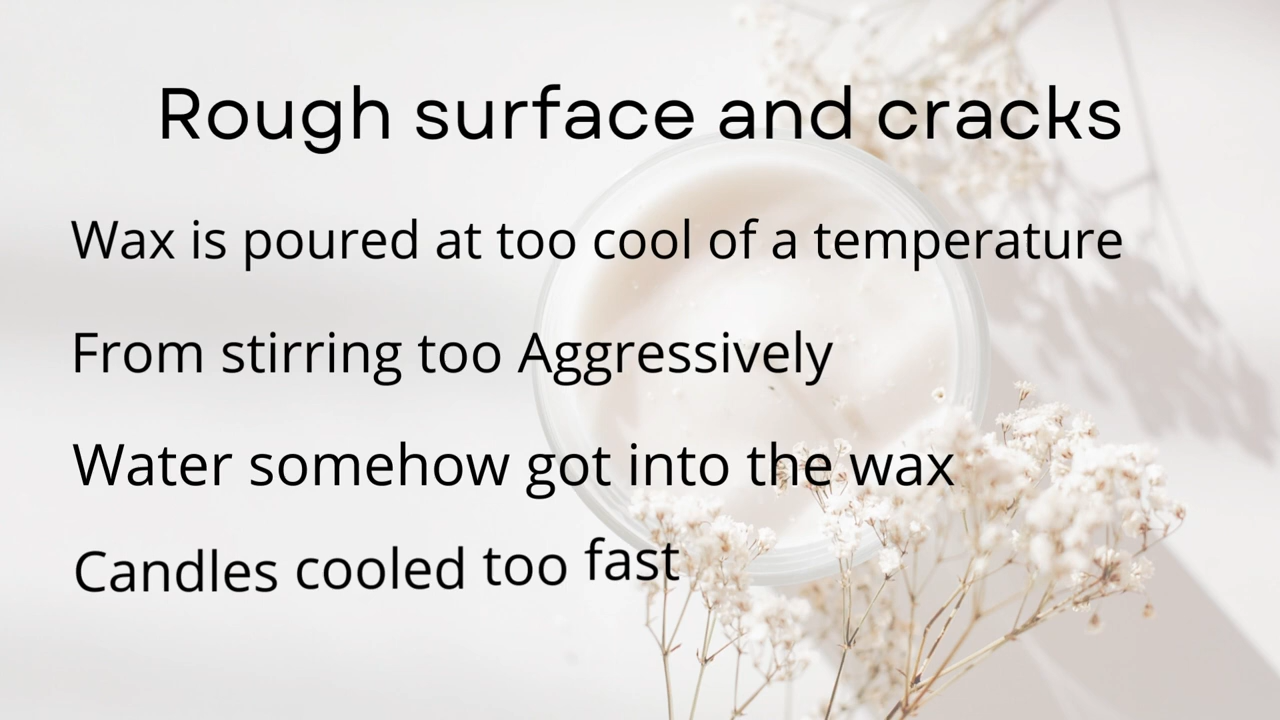 Rough surface and cracks
Wax is poured at too cool of a temperature
From stirring too Aggressively
Water somehow got into the wax
Candles cooled too fast